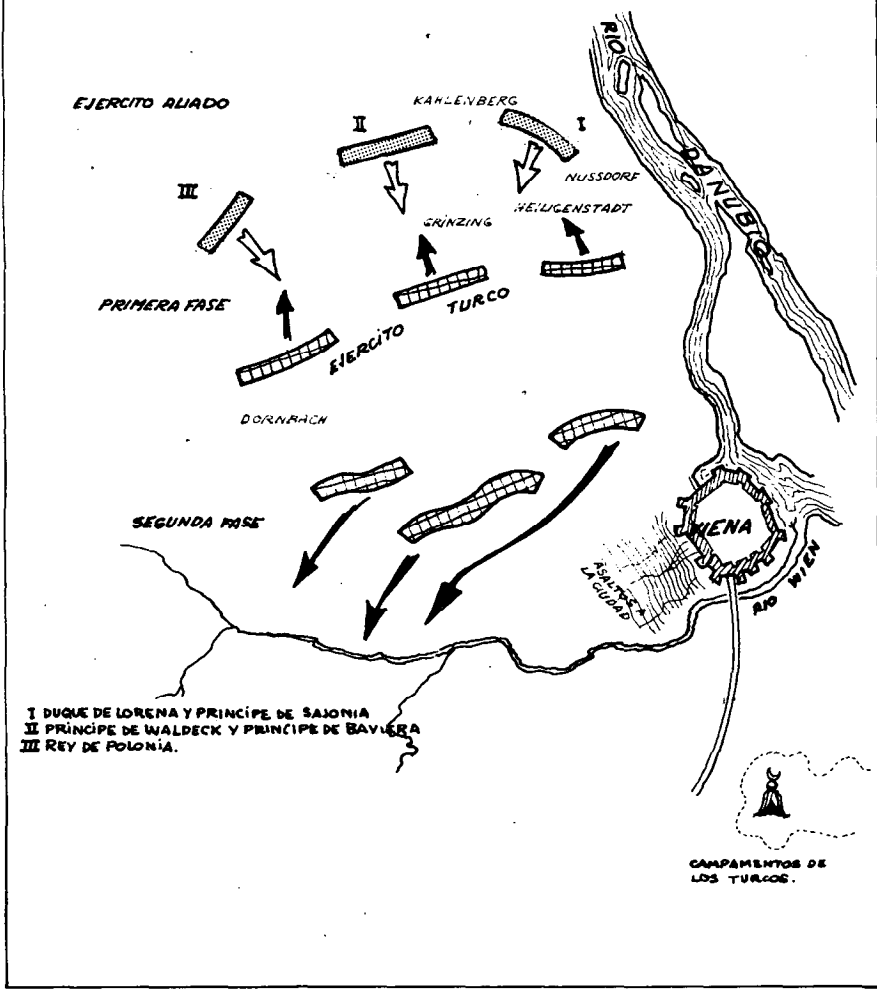 RIO
EJERCITO ALIADO
KAHLENBERG
I
II
DANUBIO
NUSSDORF
III
HEILIGENSTADT
GRINZING
PRIMERA FASE
TURCO
EJERCITO
DORNBACH
SEGUNDA FASE
VIENA
ASALTOS A
LA CIUDAD
RIO WIEN
I DUQUE DE LORENA Y PRINCIPE DE SAJONIA
II PRINCIPE DE WALDECK Y PRINCIPE DE BAVIERA
III REY DE POLONIA.
CAMPAMENTOS DE
LOS TURCOS.